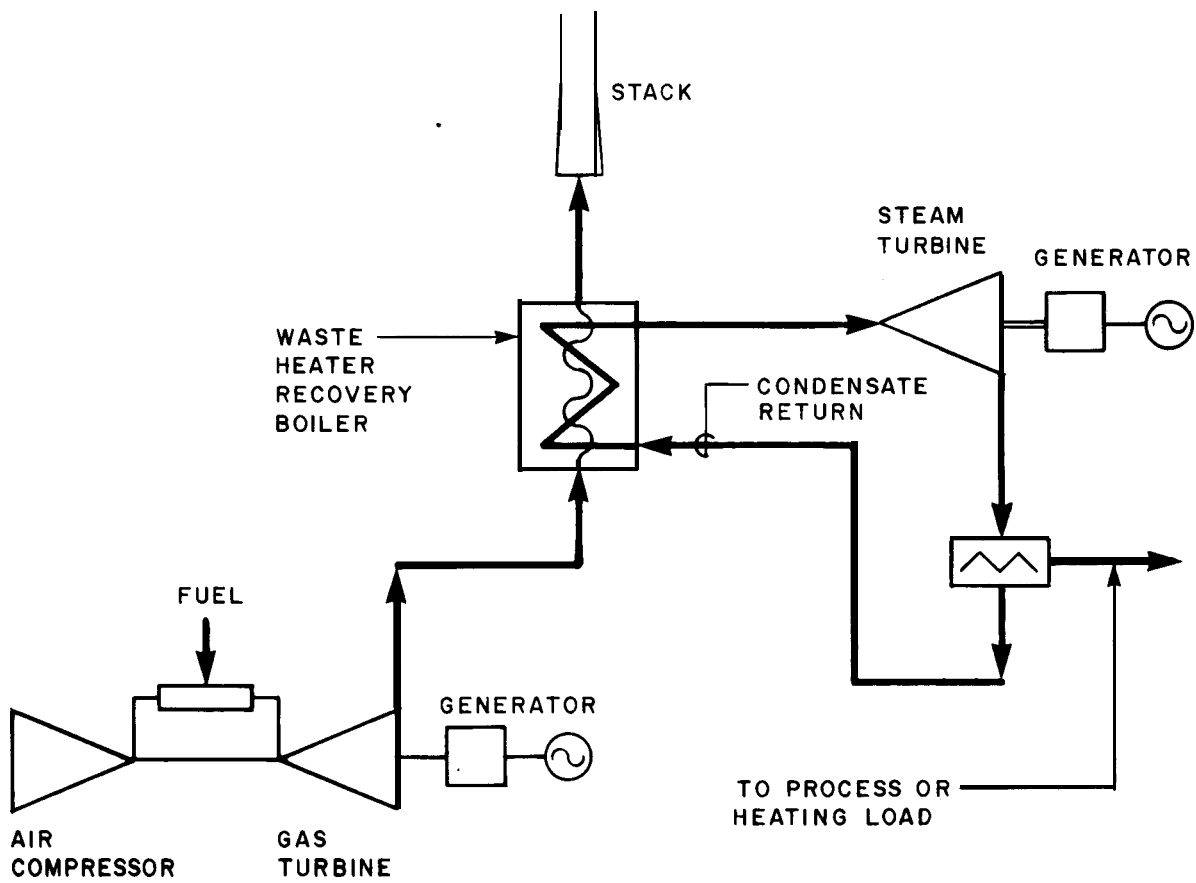 STACK
STEAM
TURBINE
GENERATOR
WASTE
HEATER
RECOVERY
BOILER
CONDENSATE
RETURN
FUEL
GENERATOR
TO PROCESS OR
HEATING LOAD
AIR
COMPRESSOR
GAS
TURBINE